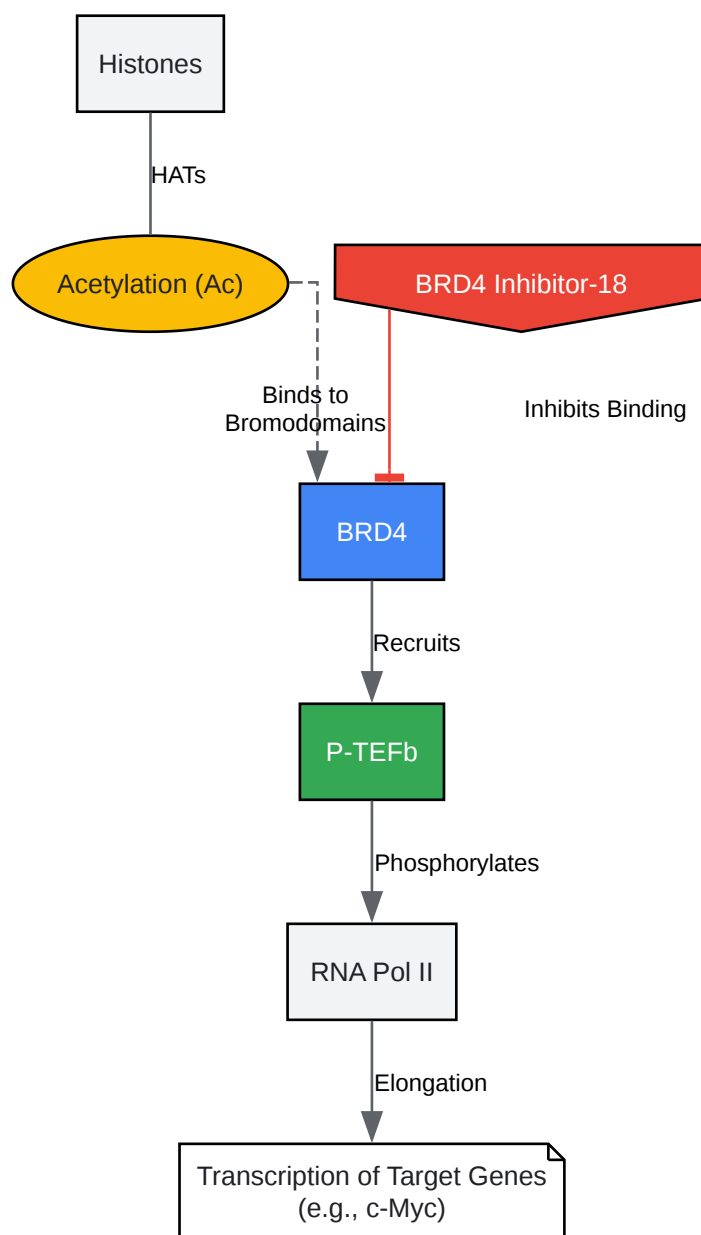 Histones
HATs
Acetylation (Ac)
BRD4 Inhibitor-18
Binds to
Bromodomains
Inhibits Binding
BRD4
Recruits
P-TEFb
Phosphorylates
RNA Pol II
Elongation
Transcription of Target Genes
(e.g., c-Myc)